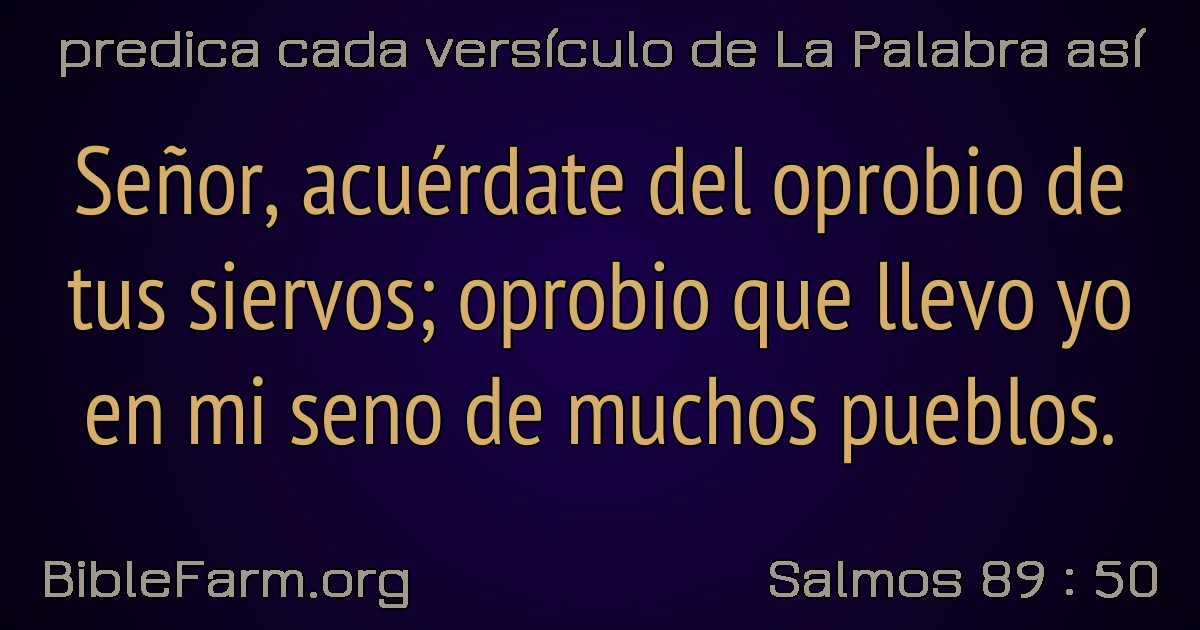 predica cada versículo de La Palabra así
Señor, acuérdate del oprobio de
tus siervos; oprobio que llevo yo
en mi seno de muchos pueblos.
BibleFarm.org
Salmos 89 : 50